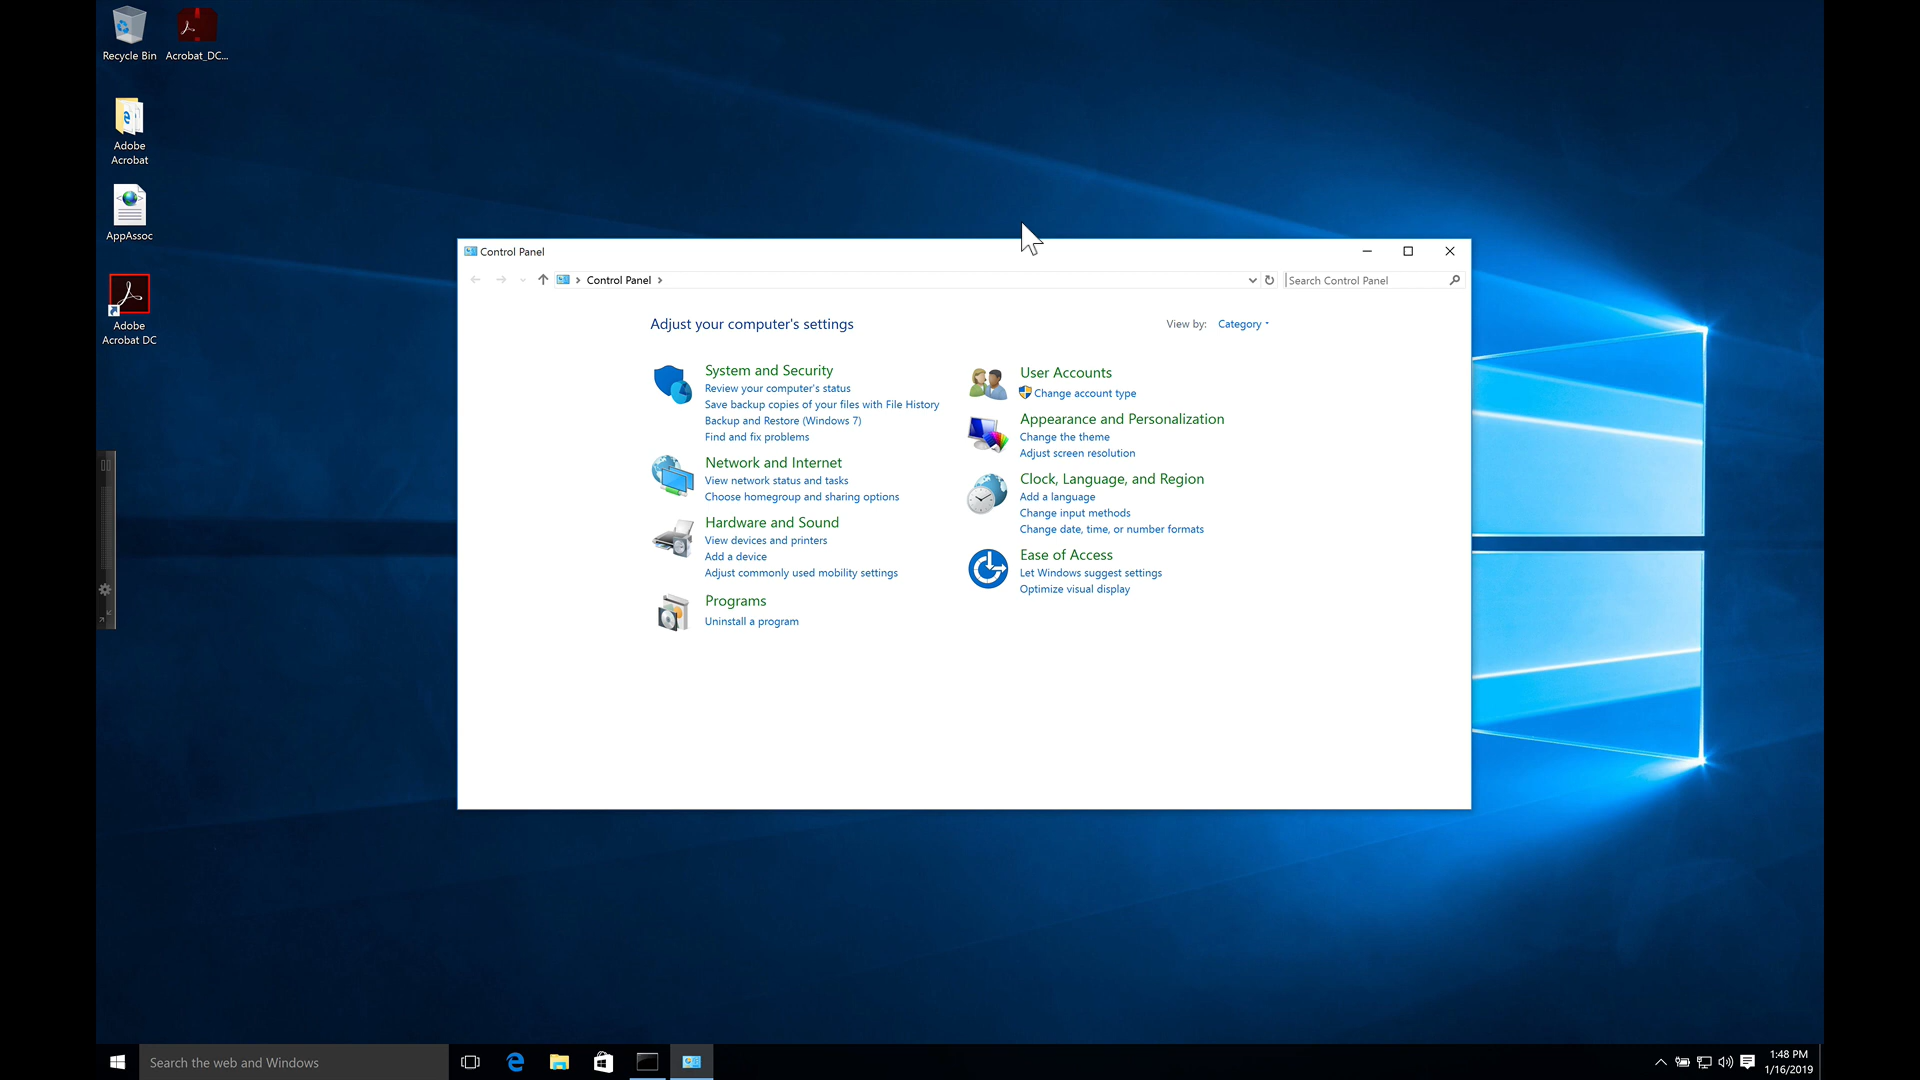 Recycle Bin
Acrobat_DC...
Adobe
Acrobat
AppAssoc
Adobe
Acrobat DC
Control Panel
Control Panel
Search Control Panel
Adjust your computer's settings
View by: Category
System and Security
Review your computer's status
Save backup copies of your files with File History
Backup and Restore (Windows 7)
Find and fix problems
Network and Internet
View network status and tasks
Choose homegroup and sharing options
Hardware and Sound
View devices and printers
Add a device
Adjust commonly used mobility settings
Programs
Uninstall a program
User Accounts
Change account type
Appearance and Personalization
Change the theme
Adjust screen resolution
Clock, Language, and Region
Add a language
Change input methods
Change date, time, or number formats
Ease of Access
Let Windows suggest settings
Optimize visual display
Search the web and Windows
1:48 PM
1/16/2019